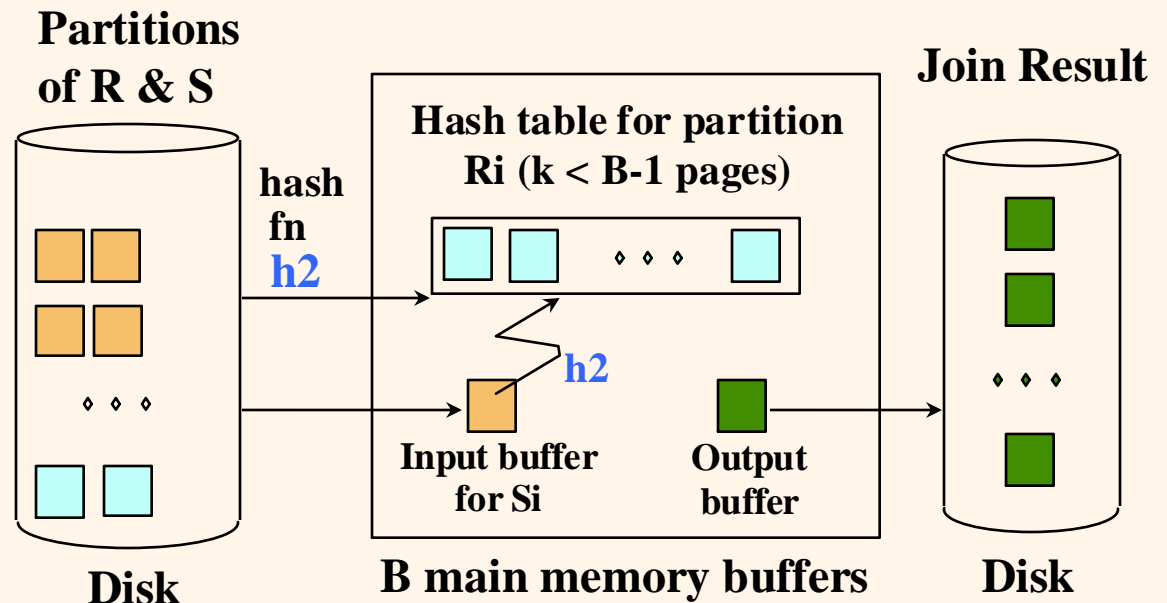 Partitions
of R & S
Join Result
Hash table for partition
Ri (k < B-1 pages)
hash
fn
h2
h2
Input buffer
for Si
Output
buffer
Disk
B main memory buffers
Disk